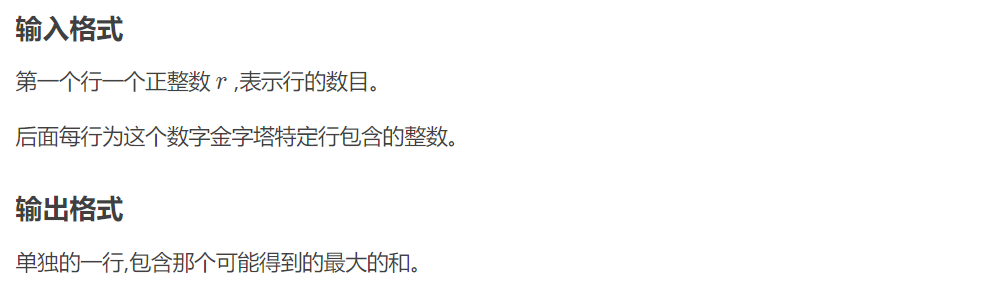 输入格式
第一个行一个正整数 r ,表示行的数目。
后面每行为这个数字金字塔特定行包含的整数。
输出格式
单独的一行,包含那个可能得到的最大的和。